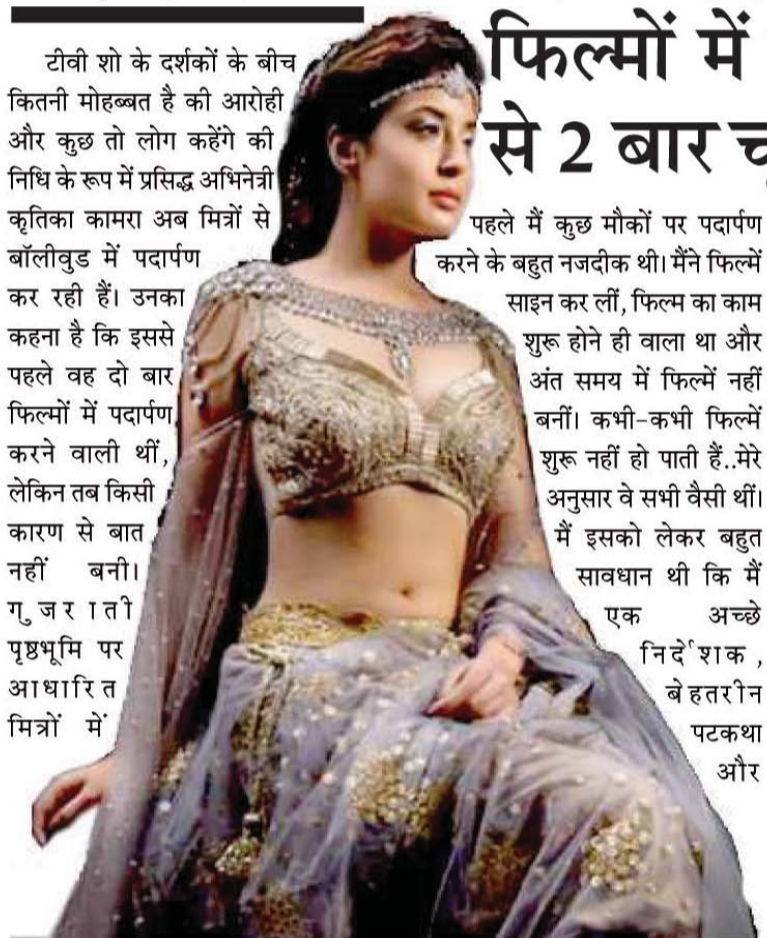 फिल्मों में
से 2 बार
टीवी शो के दर्शकों के बीच
कितनी मोहब्बत है की आरोही
और कुछ तो लोग कहेंगे की
निधि के रूप में प्रसिद्ध अभिनेत्री
कृतिका कामरा अब मित्रों से
बॉलीवुड में पदार्पण
कर रही हैं। उनका
कहना है कि इससे
पहले वह दो बार
फिल्मों में पदार्पण
करने वाली थीं,
लेकिन तब किसी
कारण से बात
नहीं बनी।
गुजराती
पृष्ठभूमि पर
आधारित
मित्रों में
पहले मैं कुछ मौकों पर पदार्पण
करने के बहुत नजदीक थी। मैंने फिल्में
साइन कर लीं, फिल्म का काम
शुरू होने ही वाला था और
अंत समय में फिल्में नहीं
बनीं। कभी-कभी फिल्में
शुरू नहीं हो पाती हैं..मेरे
अनुसार वे सभी वैसी थीं।
मैं इसको लेकर बहुत
सावधान थी कि मैं
एक अच्छे
निर्देशक,
बेहतरीन
पटकथा
और